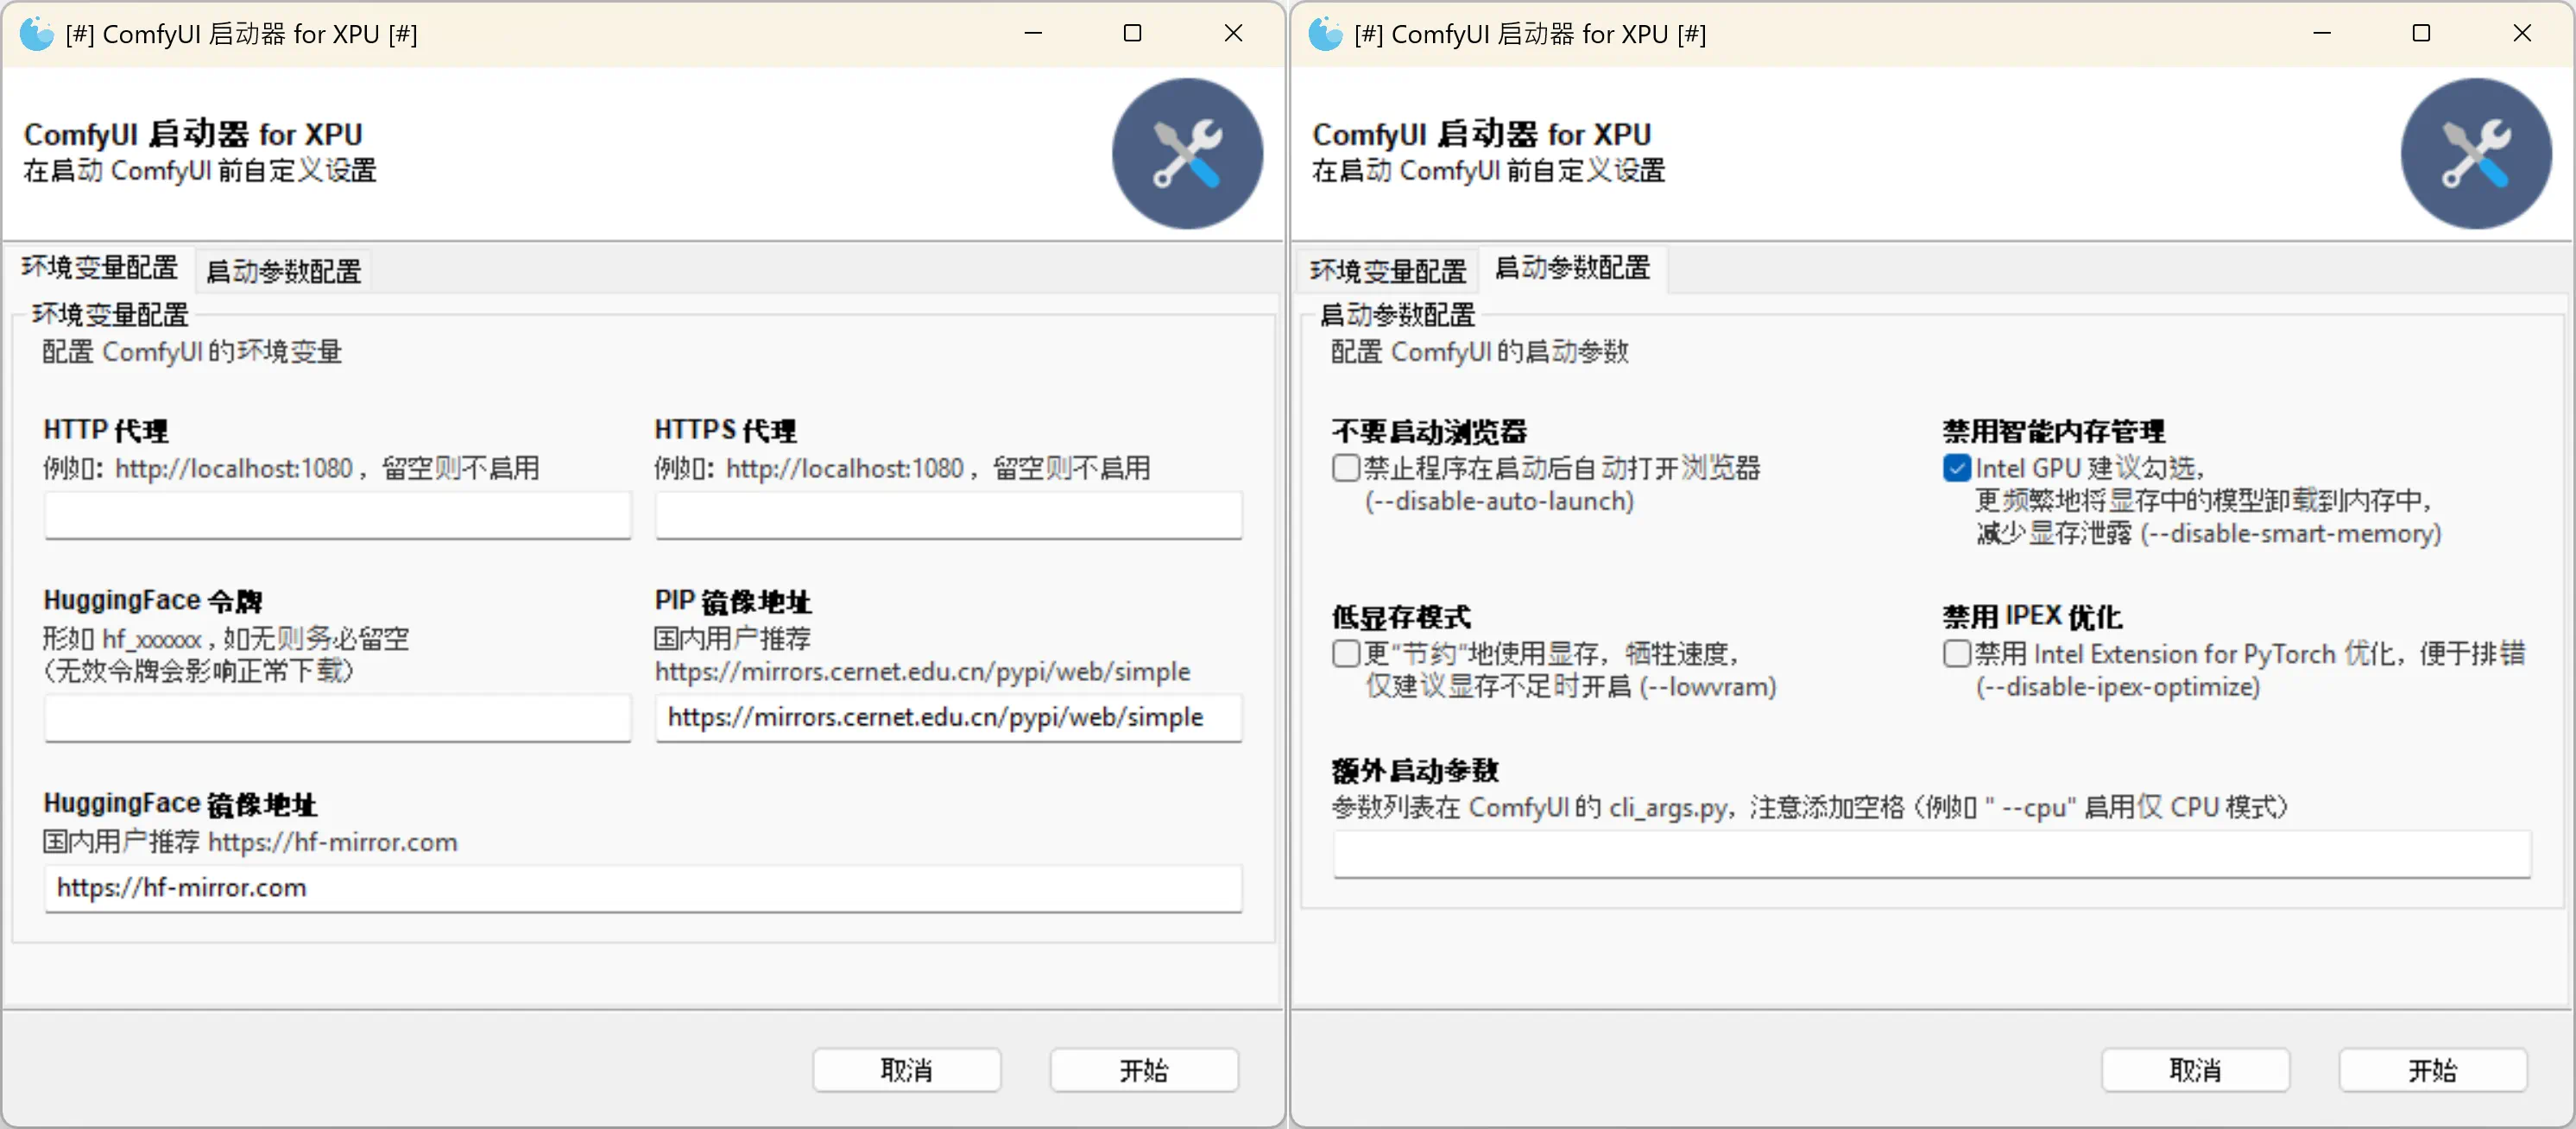 [#] ComfyUI 启动器 for XPU [#]
ComfyUI 启动器 for XPU
在启动 ComfyUI 前自定义设置
环境变量配置
启动参数配置
环境变量配置
配置 ComfyUI 的环境变量
HTTP 代理
例如: http://localhost:1080 ，留空则不启用
HTTPS 代理
例如: http://localhost:1080 ，留空则不启用
HuggingFace 令牌
形如 hf_xxxxxx , 如无则务必留空
（无效令牌会影响正常下载）
PIP 镜像地址
国内用户推荐
https://mirrors.cernet.edu.cn/pypi/web/simple
https://mirrors.cernet.edu.cn/pypi/web/simple
HuggingFace 镜像地址
国内用户推荐 https://hf-mirror.com
https://hf-mirror.com
取消
开始
[#] ComfyUI 启动器 for XPU [#]
ComfyUI 启动器 for XPU
在启动 ComfyUI 前自定义设置
环境变量配置
启动参数配置
启动参数配置
配置 ComfyUI 的启动参数
不要启动浏览器
禁止程序在启动后自动打开浏览器
(--disable-auto-launch)
禁用智能内存管理
Intel GPU 建议勾选，
更频繁地将显存中的模型卸载到内存中，
减少显存泄露 (--disable-smart-memory)
低显存模式
更“节约“地使用显存，牺牲速度，
仅建议显存不足时开启 (--lowvram)
禁用 IPEX 优化
禁用 Intel Extension for PyTorch 优化，便于排错
(--disable-ipex-optimize)
额外启动参数
参数列表在 ComfyUI 的 cli_args.py，注意添加空格（例如 " --cpu" 启用仅 CPU 模式）
取消
开始